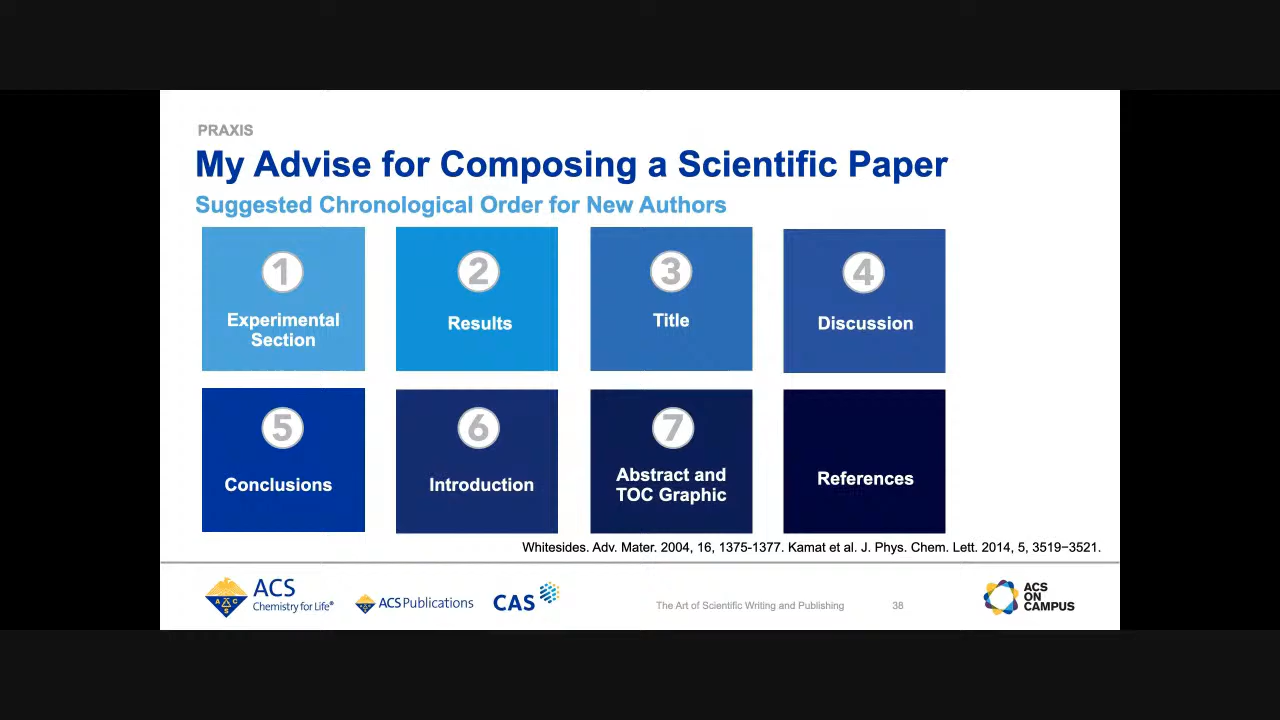 PRAXIS
My Advise for Composing a Scientific Paper
Suggested Chronological Order for New Authors
1
Experimental
Section
2
Results
3
Title
4
Discussion
5
Conclusions
6
Introduction
7
Abstract and
TOC Graphic
References
Whitesides. Adv. Mater. 2004, 16, 1375-1377. Kamat et al. J. Phys. Chem. Lett. 2014, 5, 3519−3521.
A C S
ACS
Chemistry for Life®
ACS Publications
CAS
The Art of Scientific Writing and Publishing
38
ACS
ON
CAMPUS